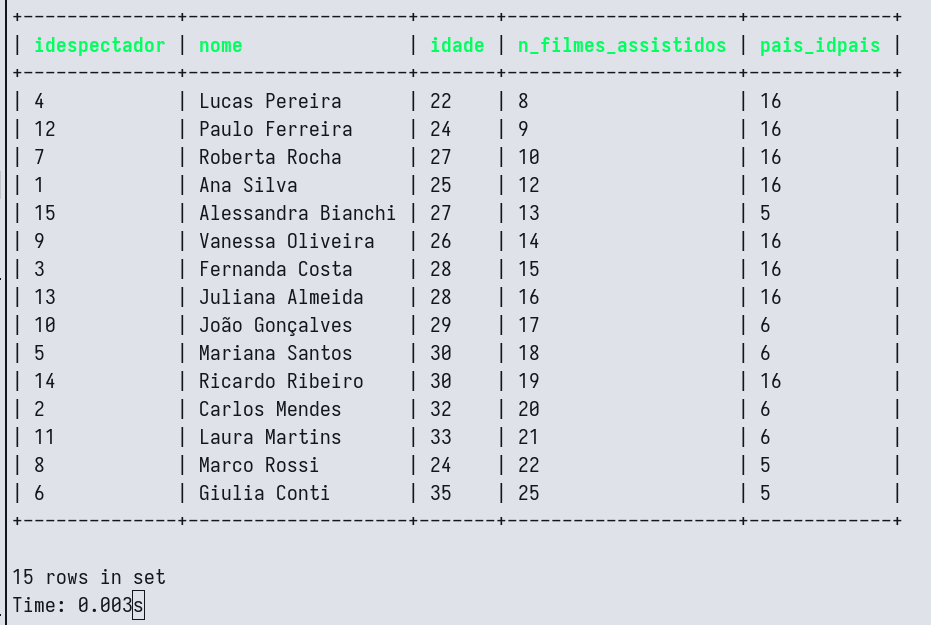 +---------------+---------------------+-------+----------------------+-------------+
| idespectador | nome                | idade | n_filmes_assistidos | pais_idpais |
+---------------+---------------------+-------+----------------------+-------------+
| 4            | Lucas Pereira       | 22    | 8                   | 16          |
| 12           | Paulo Ferreira      | 24    | 9                   | 16          |
| 7            | Roberta Rocha       | 27    | 10                  | 16          |
| 1            | Ana Silva           | 25    | 12                  | 16          |
| 15           | Alessandra Bianchi | 27    | 13                  | 5           |
| 9            | Vanessa Oliveira    | 26    | 14                  | 16          |
| 3            | Fernanda Costa      | 28    | 15                  | 16          |
| 13           | Juliana Almeida     | 28    | 16                  | 16          |
| 10           | João Gonçalves      | 29    | 17                  | 6           |
| 5            | Mariana Santos      | 30    | 18                  | 6           |
| 14           | Ricardo Ribeiro     | 30    | 19                  | 16          |
| 2            | Carlos Mendes       | 32    | 20                  | 6           |
| 11           | Laura Martins       | 33    | 21                  | 6           |
| 8            | Marco Rossi         | 24    | 22                  | 5           |
| 6            | Giulia Conti        | 35    | 25                  | 5           |
+---------------+---------------------+-------+----------------------+-------------+
15 rows in set
Time: 0.003s